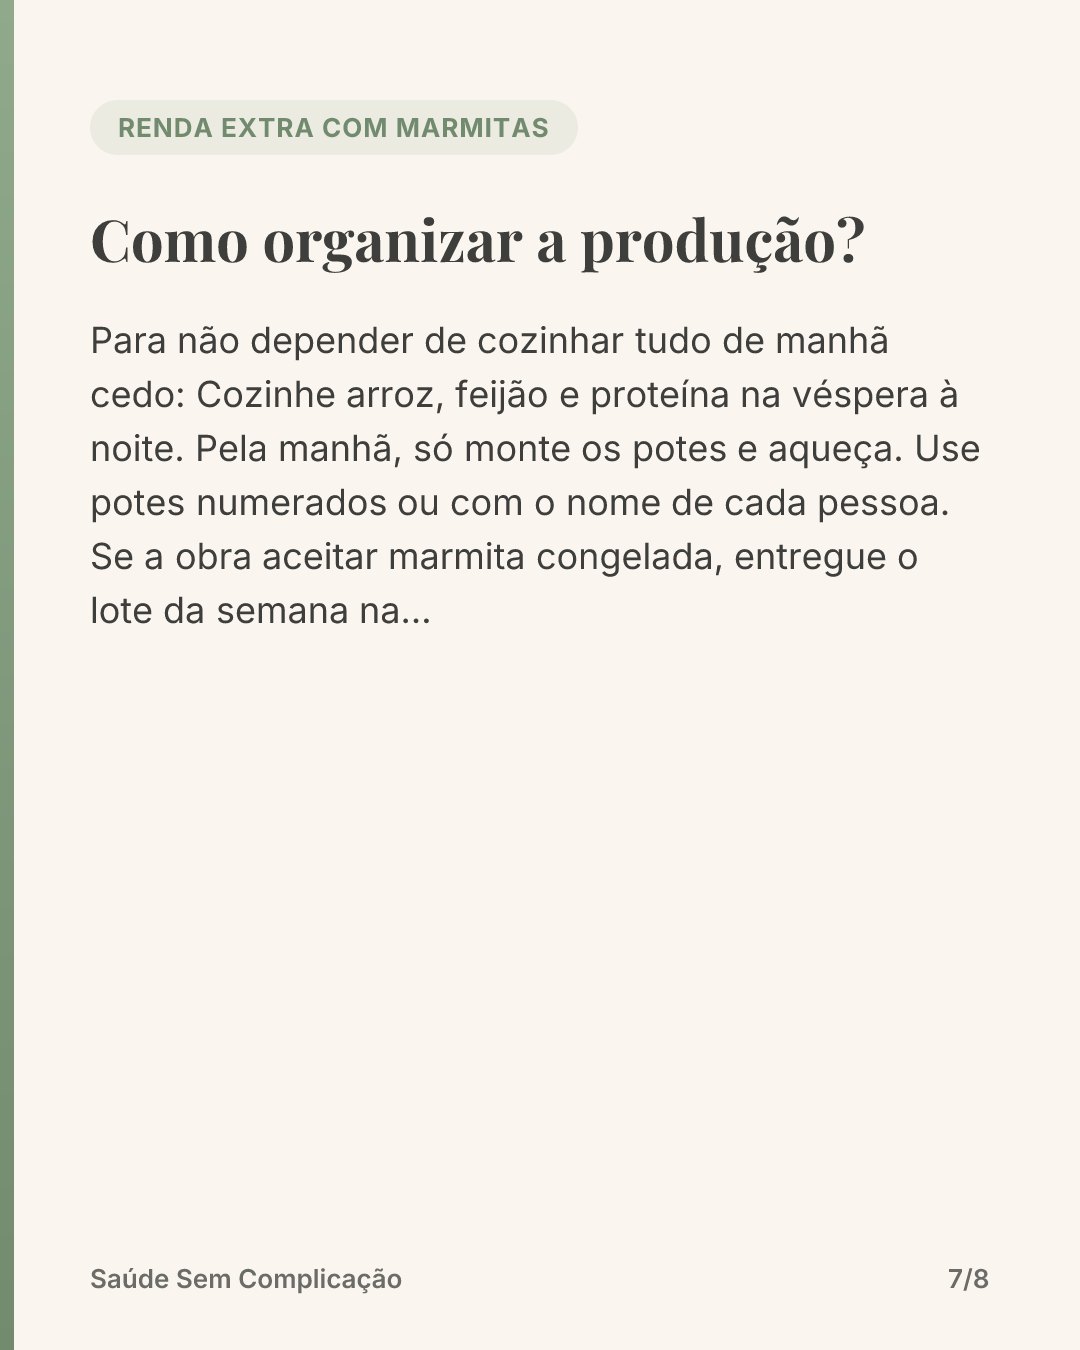 RENDA EXTRA COM MARMITAS
Como organizar a produção?
Para não depender de cozinhar tudo de manhã
cedo: Cozinhe arroz, feijão e proteína na véspera à
noite. Pela manhã, só monte os potes e aqueça. Use
potes numerados ou com o nome de cada pessoa.
Se a obra aceitar marmita congelada, entregue o
lote da semana na...
Saúde Sem Complicação
7/8